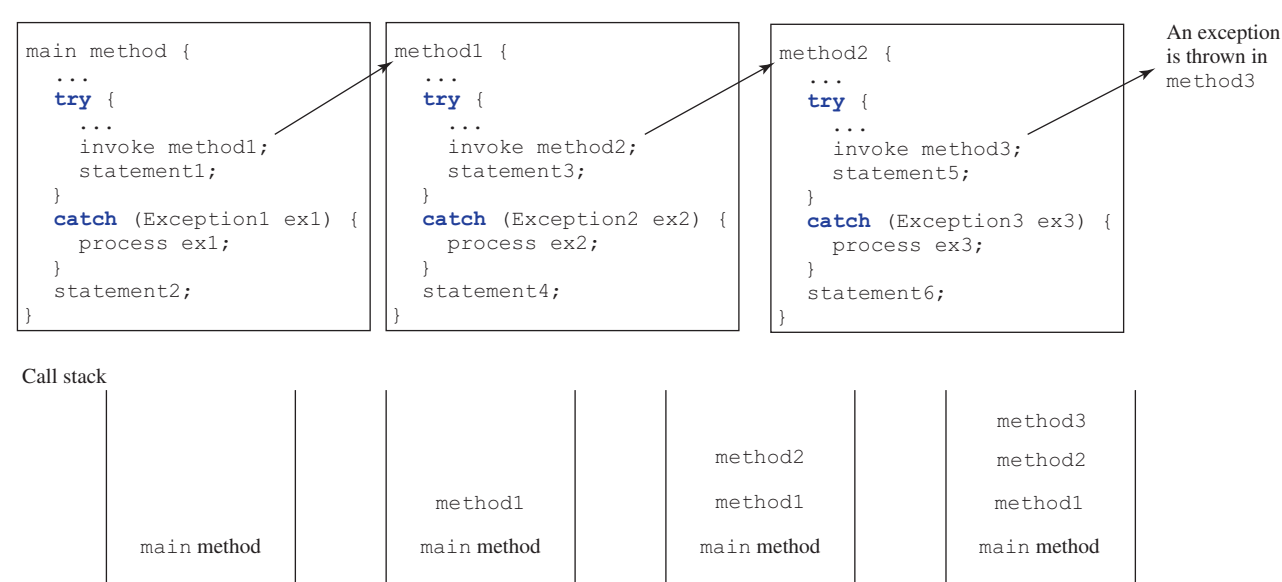 main method {
...
try {
...
invoke method1;
statement1;
}
catch (Exception1 ex1) {
process ex1;
}
statement2;
}
method1 {
...
try {
...
invoke method2;
statement3;
}
catch (Exception2 ex2) {
process ex2;
}
statement4;
}
method2 {
...
try {
...
invoke method3;
statement5;
}
catch (Exception3 ex3) {
process ex3;
}
statement6;
}
An exception
is thrown in
method3
Call stack
main method
method1
main method
method2
method1
main method
method3
method2
method1
main method